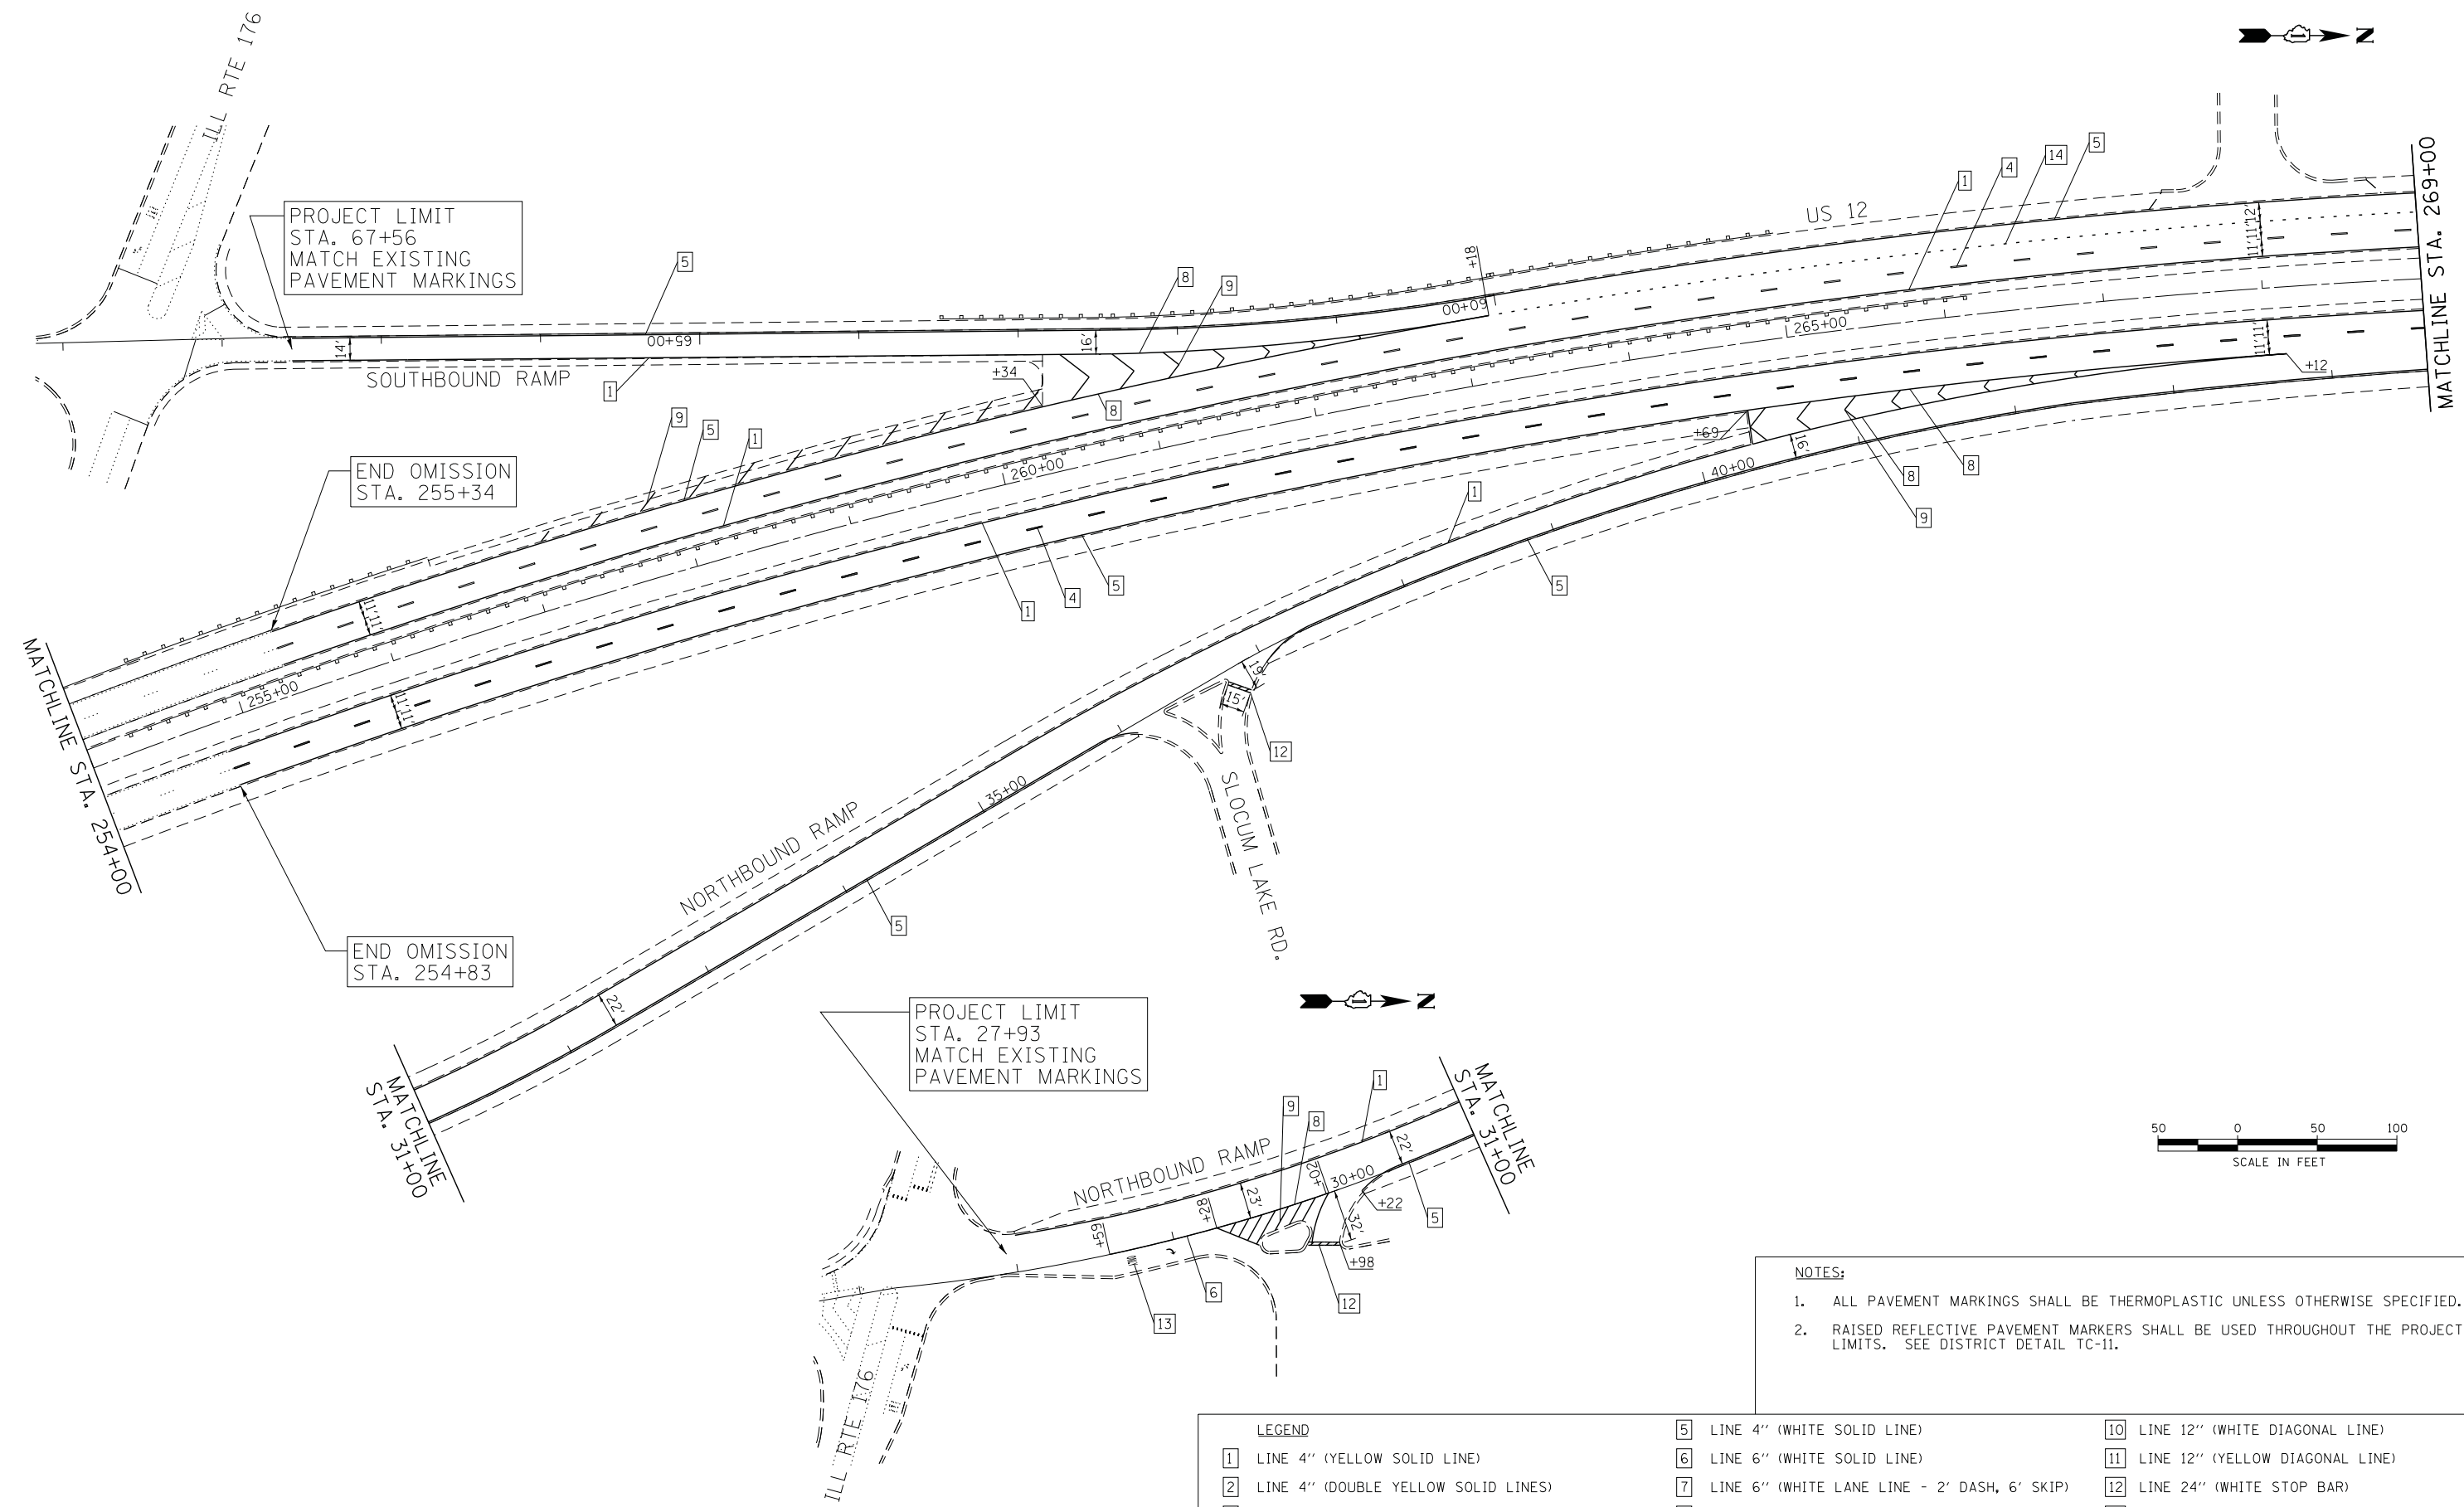 ILL RTE 176
N
PROJECT LIMIT
STA. 67+56
MATCH EXISTING
PAVEMENT MARKINGS
5
8
9
+18
60+00
US 12
1
4
14
5
11' 11' 12'
MATCHLINE STA. 269+00
14'
65+00
16'
SOUTHBOUND RAMP
1
+34
8
265+00
11' 11'
+12
9
5
1
+69
16'
260+00
40+00
8
8
9
END OMISSION
STA. 255+34
1
5
11' 11'
1
4
5
MATCHLINE STA. 254+00
255+00
11' 11'
19'
15'
12
SLOCUM LAKE RD.
35+00
NORTHBOUND RAMP
5
END OMISSION
STA. 254+83
22'
MATCHLINE
STA. 31+00
PROJECT LIMIT
STA. 27+93
MATCH EXISTING
PAVEMENT MARKINGS
N
1
9
8
MATCHLINE
STA. 31+00
NORTHBOUND RAMP
22'
+02
30+00
23'
+28
+59
+22
32'
5
+98
ONLY
6
12
13
ILL RTE 176
50 0 50 100
SCALE IN FEET
NOTES:
1. ALL PAVEMENT MARKINGS SHALL BE THERMOPLASTIC UNLESS OTHERWISE SPECIFIED.
2. RAISED REFLECTIVE PAVEMENT MARKERS SHALL BE USED THROUGHOUT THE PROJECT
LIMITS. SEE DISTRICT DETAIL TC-11.
LEGEND
1 LINE 4'' (YELLOW SOLID LINE)
2 LINE 4'' (DOUBLE YELLOW SOLID LINES)
5 LINE 4'' (WHITE SOLID LINE)
6 LINE 6'' (WHITE SOLID LINE)
7 LINE 6'' (WHITE LANE LINE - 2' DASH, 6' SKIP)
10 LINE 12'' (WHITE DIAGONAL LINE)
11 LINE 12'' (YELLOW DIAGONAL LINE)
12 LINE 24'' (WHITE STOP BAR)